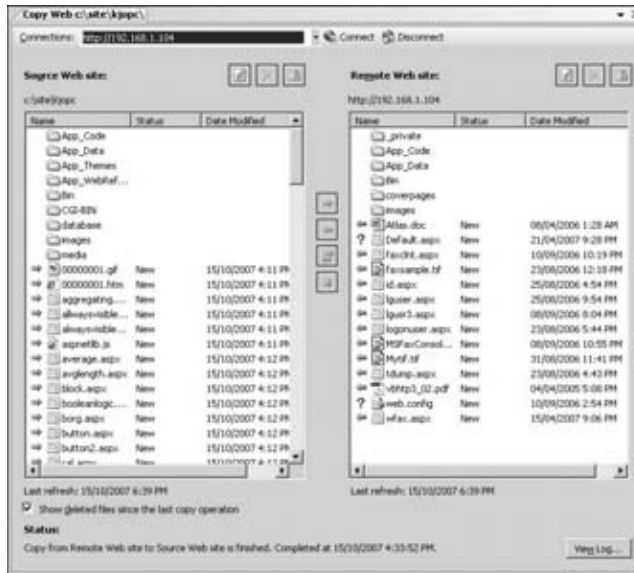 Copy Web c:\site\kjopc\
Connections: http://192.168.1.104 Connect Disconnect
Source Web site:
c:\site\kjopc
Name Status Date Modified
App_Code
App_Data
App_Themes
App_WebRef...
Bin
CGI-BIN
database
images
media
00000001.gif New 15/10/2007 4:11 PM
00000001.htm New 15/10/2007 4:11 PM
aggregating.... New 15/10/2007 4:11 PM
allwaysvisible... New 15/10/2007 4:11 PM
alwaysvisible... New 15/10/2007 4:11 PM
aspnetlib.js New 15/10/2007 4:11 PM
average.aspx New 15/10/2007 4:12 PM
avglength.aspx New 15/10/2007 4:12 PM
block.aspx New 15/10/2007 4:12 PM
booleanlogic.... New 15/10/2007 4:12 PM
borg.aspx New 15/10/2007 4:12 PM
button.aspx New 15/10/2007 4:12 PM
button2.aspx New 15/10/2007 4:12 PM
Last refresh: 15/10/2007 6:39 PM
Show deleted files since the last copy operation
Remote Web site:
http://192.168.1.104
Name Status Date Modified
_private
App_Code
App_Data
Bin
coverpages
images
Atlas.doc New 08/04/2006 1:28 AM
? Default.aspx New 21/04/2007 9:28 PM
faxdnt.aspx New 10/09/2006 10:19 PM
faxsample.tif New 23/08/2006 12:18 PM
id.aspx New 25/08/2006 4:54 PM
lguser.aspx New 25/08/2006 9:54 PM
lguser3.aspx New 08/09/2006 8:04 PM
logonuser.aspx New 23/08/2006 5:44 PM
MSFaxConsol... New 08/09/2006 10:55 PM
Mytif.tif New 31/08/2006 11:41 PM
tdump.aspx New 23/08/2006 4:43 PM
vbhtp3_02.pdf New 04/04/2005 5:08 PM
? web.config New 10/09/2006 2:54 PM
wfax.aspx New 15/04/2007 9:06 PM
Last refresh: 15/10/2007 6:39 PM
Status:
Copy from Remote Web site to Source Web site is finished. Completed at 15/10/2007 4:33:52 PM.
View Log...